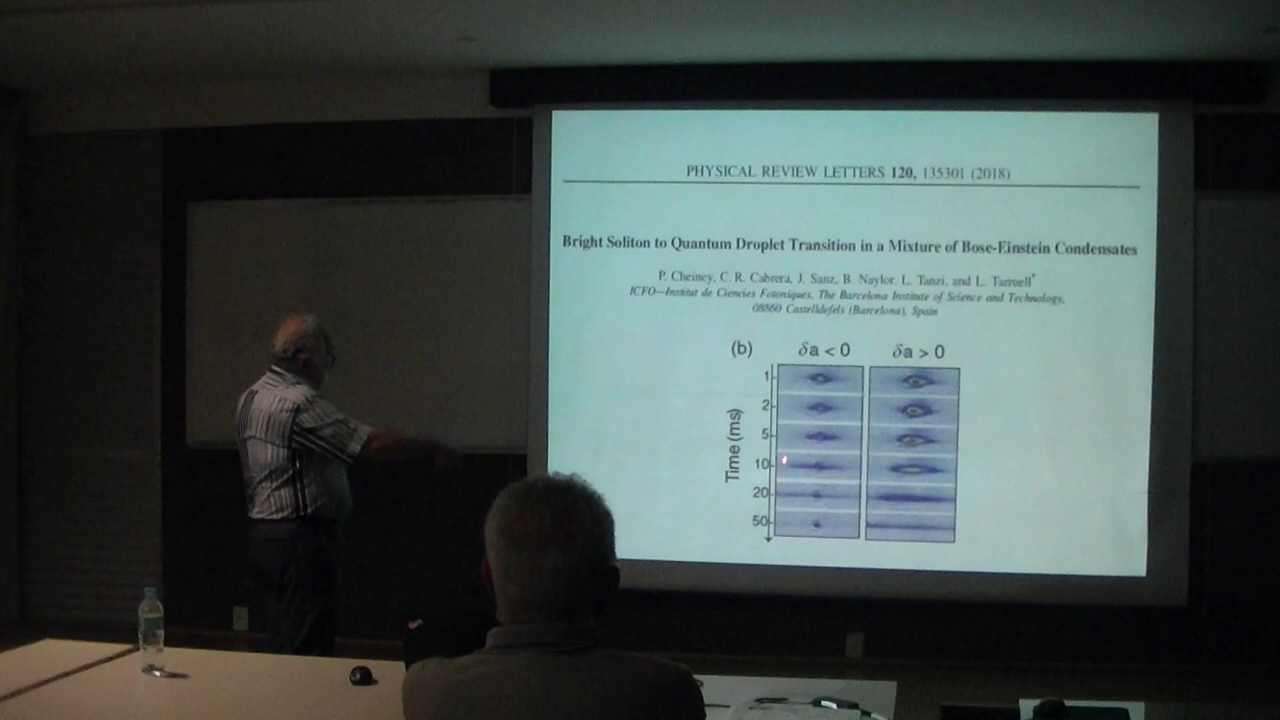 PHYSICAL REVIEW LETTERS 120, 135301 (2018)
Bright Soliton to Quantum Droplet Transition in a Mixture of Bose-Einstein Condensates
P. Cheiney, C. R. Cabrera, J. Sanz, B. Naylor, L. Tanzi, and L. Tarruell*
ICFO—Institut de Ciencies Fotoniques, The Barcelona Institute of Science and Technology,
08860 Castelldefels (Barcelona), Spain
(b) δa < 0 δa > 0
Time (ms)
1
2
5
10
20
50